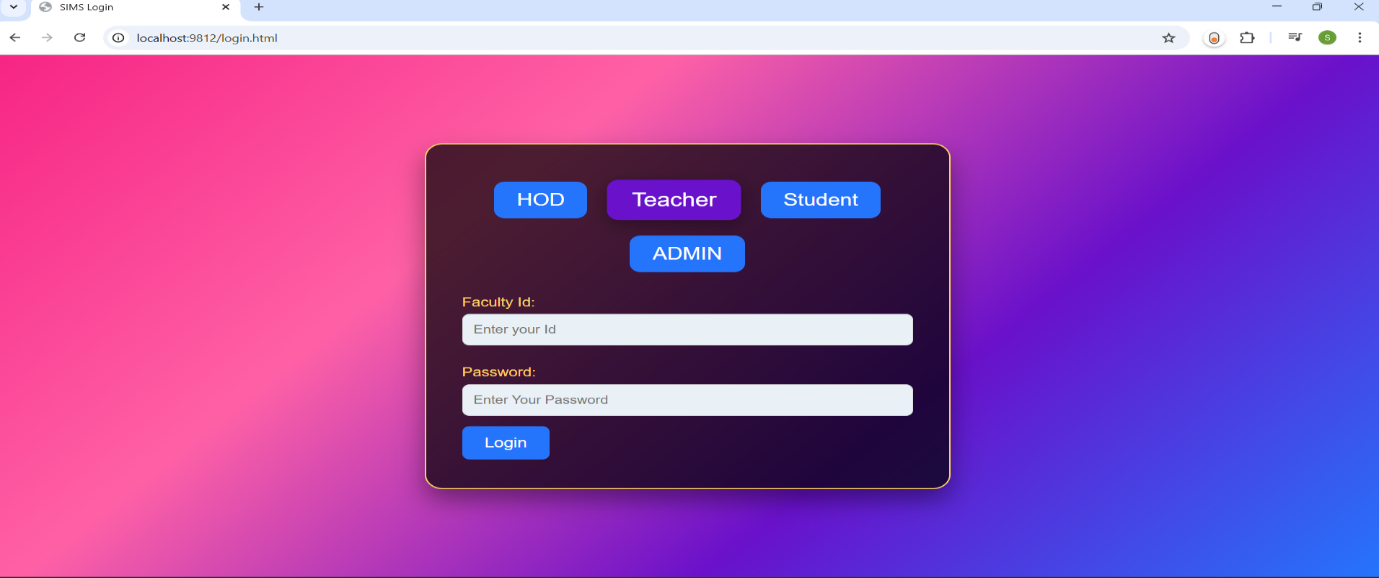 SIMS Login
localhost:9812/login.html
S
HOD Teacher Student
ADMIN
Faculty Id:
Enter your Id
Password:
Enter Your Password
Login